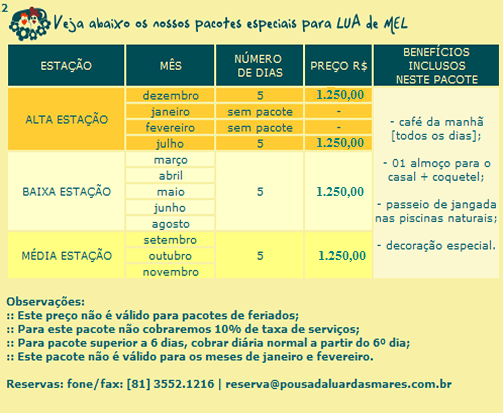 2
Veja abaixo os nossos pacotes especiais para LUA de MEL
ESTAÇÃO
MÊS
NÚMERO
DE DIAS
PREÇO R$
BENEFÍCIOS
INCLUSOS
NESTE PACOTE
ALTA ESTAÇÃO
dezembro 5 1.250,00
janeiro sem pacote -
fevereiro sem pacote -
julho 5 1.250,00
BAIXA ESTAÇÃO
março
abril
maio 5 1.250,00
junho
agosto
MÉDIA ESTAÇÃO
setembro
outubro 5 1.250,00
novembro
- café da manhã
[todos os dias];
- 01 almoço para o
casal + coquetel;
- passeio de jangada
nas piscinas naturais;
- decoração especial.
Observações:
:: Este preço não é válido para pacotes de feriados;
:: Para este pacote não cobraremos 10% de taxa de serviços;
:: Para pacote superior a 6 dias, cobrar diária normal a partir do 6º dia;
:: Este pacote não é válido para os meses de janeiro e fevereiro.
Reservas: fone/fax: [81] 3552.1216 | reserva@pousadaluardasmares.com.br